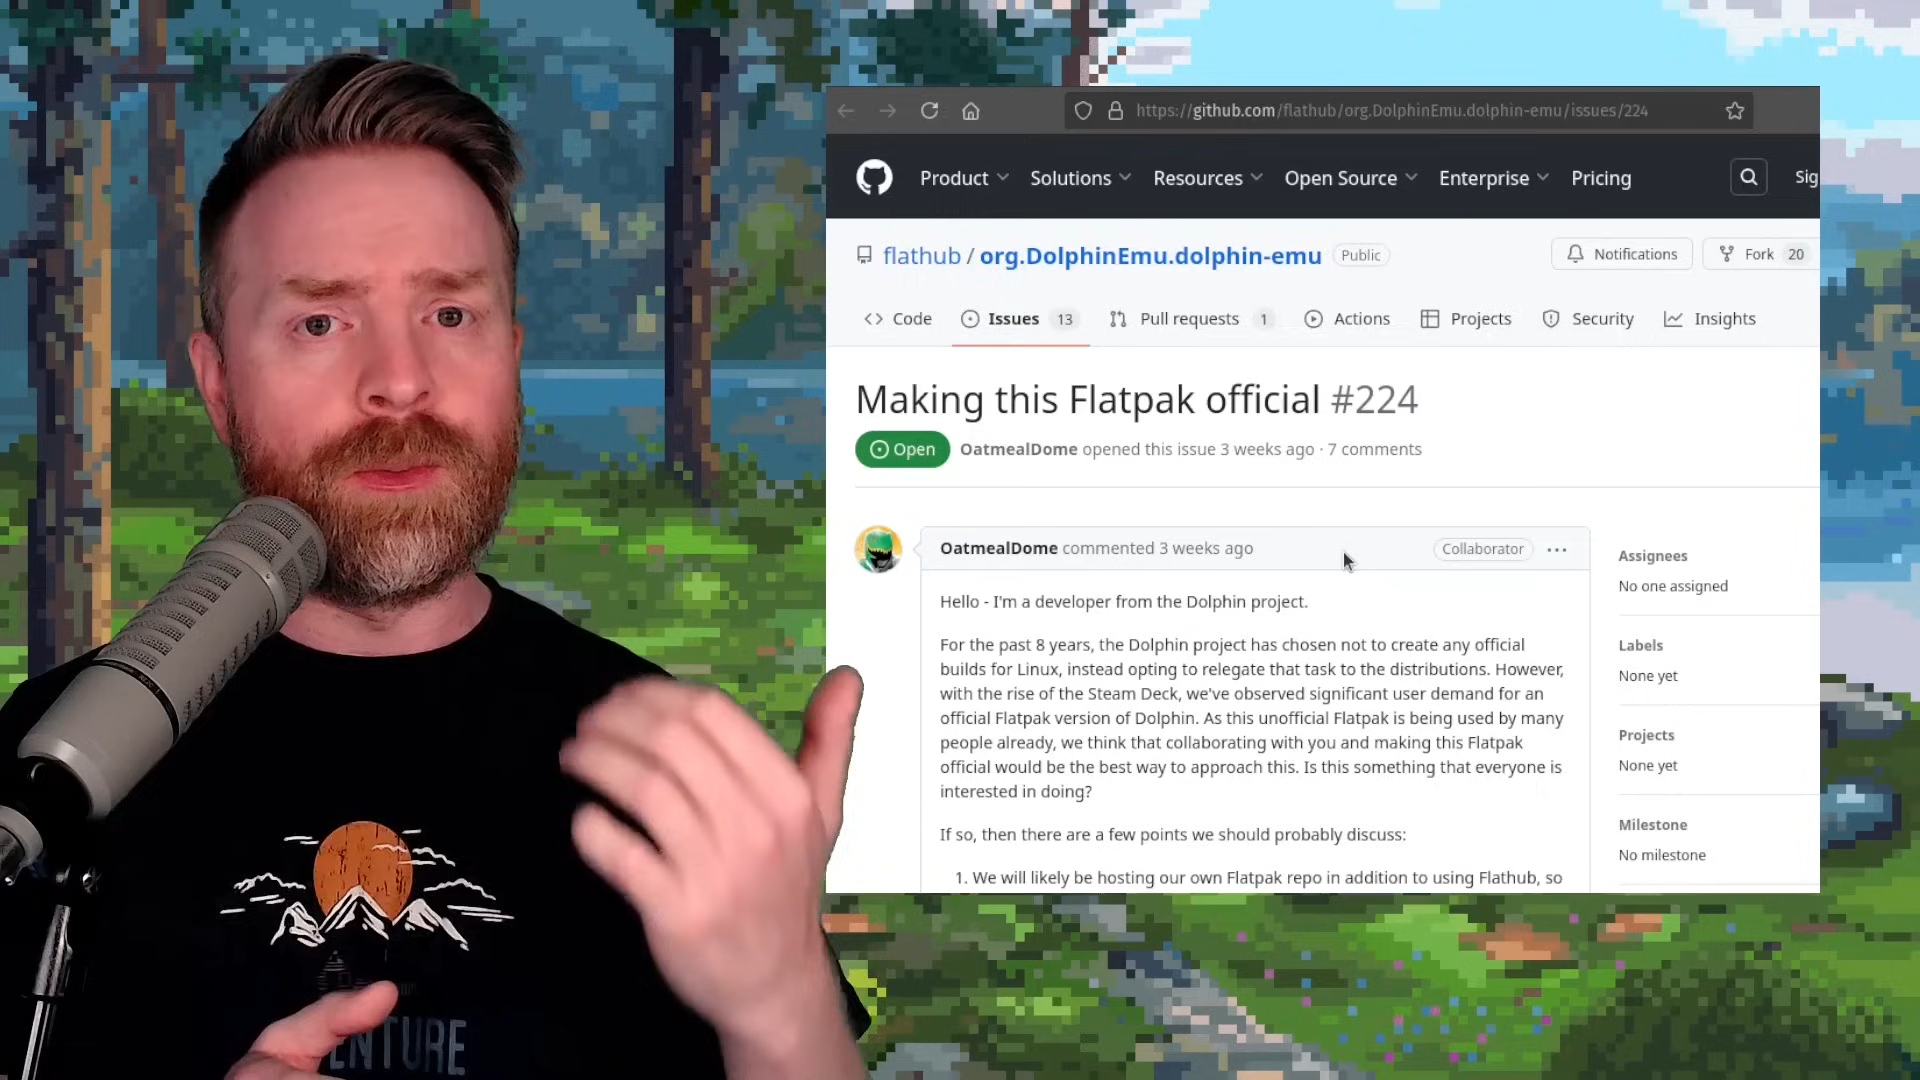 https://github.com/flathub/org.DolphinEmu.dolphin-emu/issues/224
Product Solutions Resources Open Source Enterprise Pricing Sig
flathub / org.DolphinEmu.dolphin-emu Public Notifications Fork 20
Code Issues 13 Pull requests 1 Actions Projects Security Insights
Making this Flatpak official #224
Open OatmealDome opened this issue 3 weeks ago · 7 comments
OatmealDome commented 3 weeks ago Collaborator ...
Hello - I'm a developer from the Dolphin project.
For the past 8 years, the Dolphin project has chosen not to create any official
builds for Linux, instead opting to relegate that task to the distributions. However,
with the rise of the Steam Deck, we've observed significant user demand for an
official Flatpak version of Dolphin. As this unofficial Flatpak is being used by many
people already, we think that collaborating with you and making this Flatpak
official would be the best way to approach this. Is this something that everyone is
interested in doing?
If so, then there are a few points we should probably discuss:
1. We will likely be hosting our own Flatpak repo in addition to using Flathub, so
Assignees
No one assigned
Labels
None yet
Projects
None yet
Milestone
No milestone
ENTURE